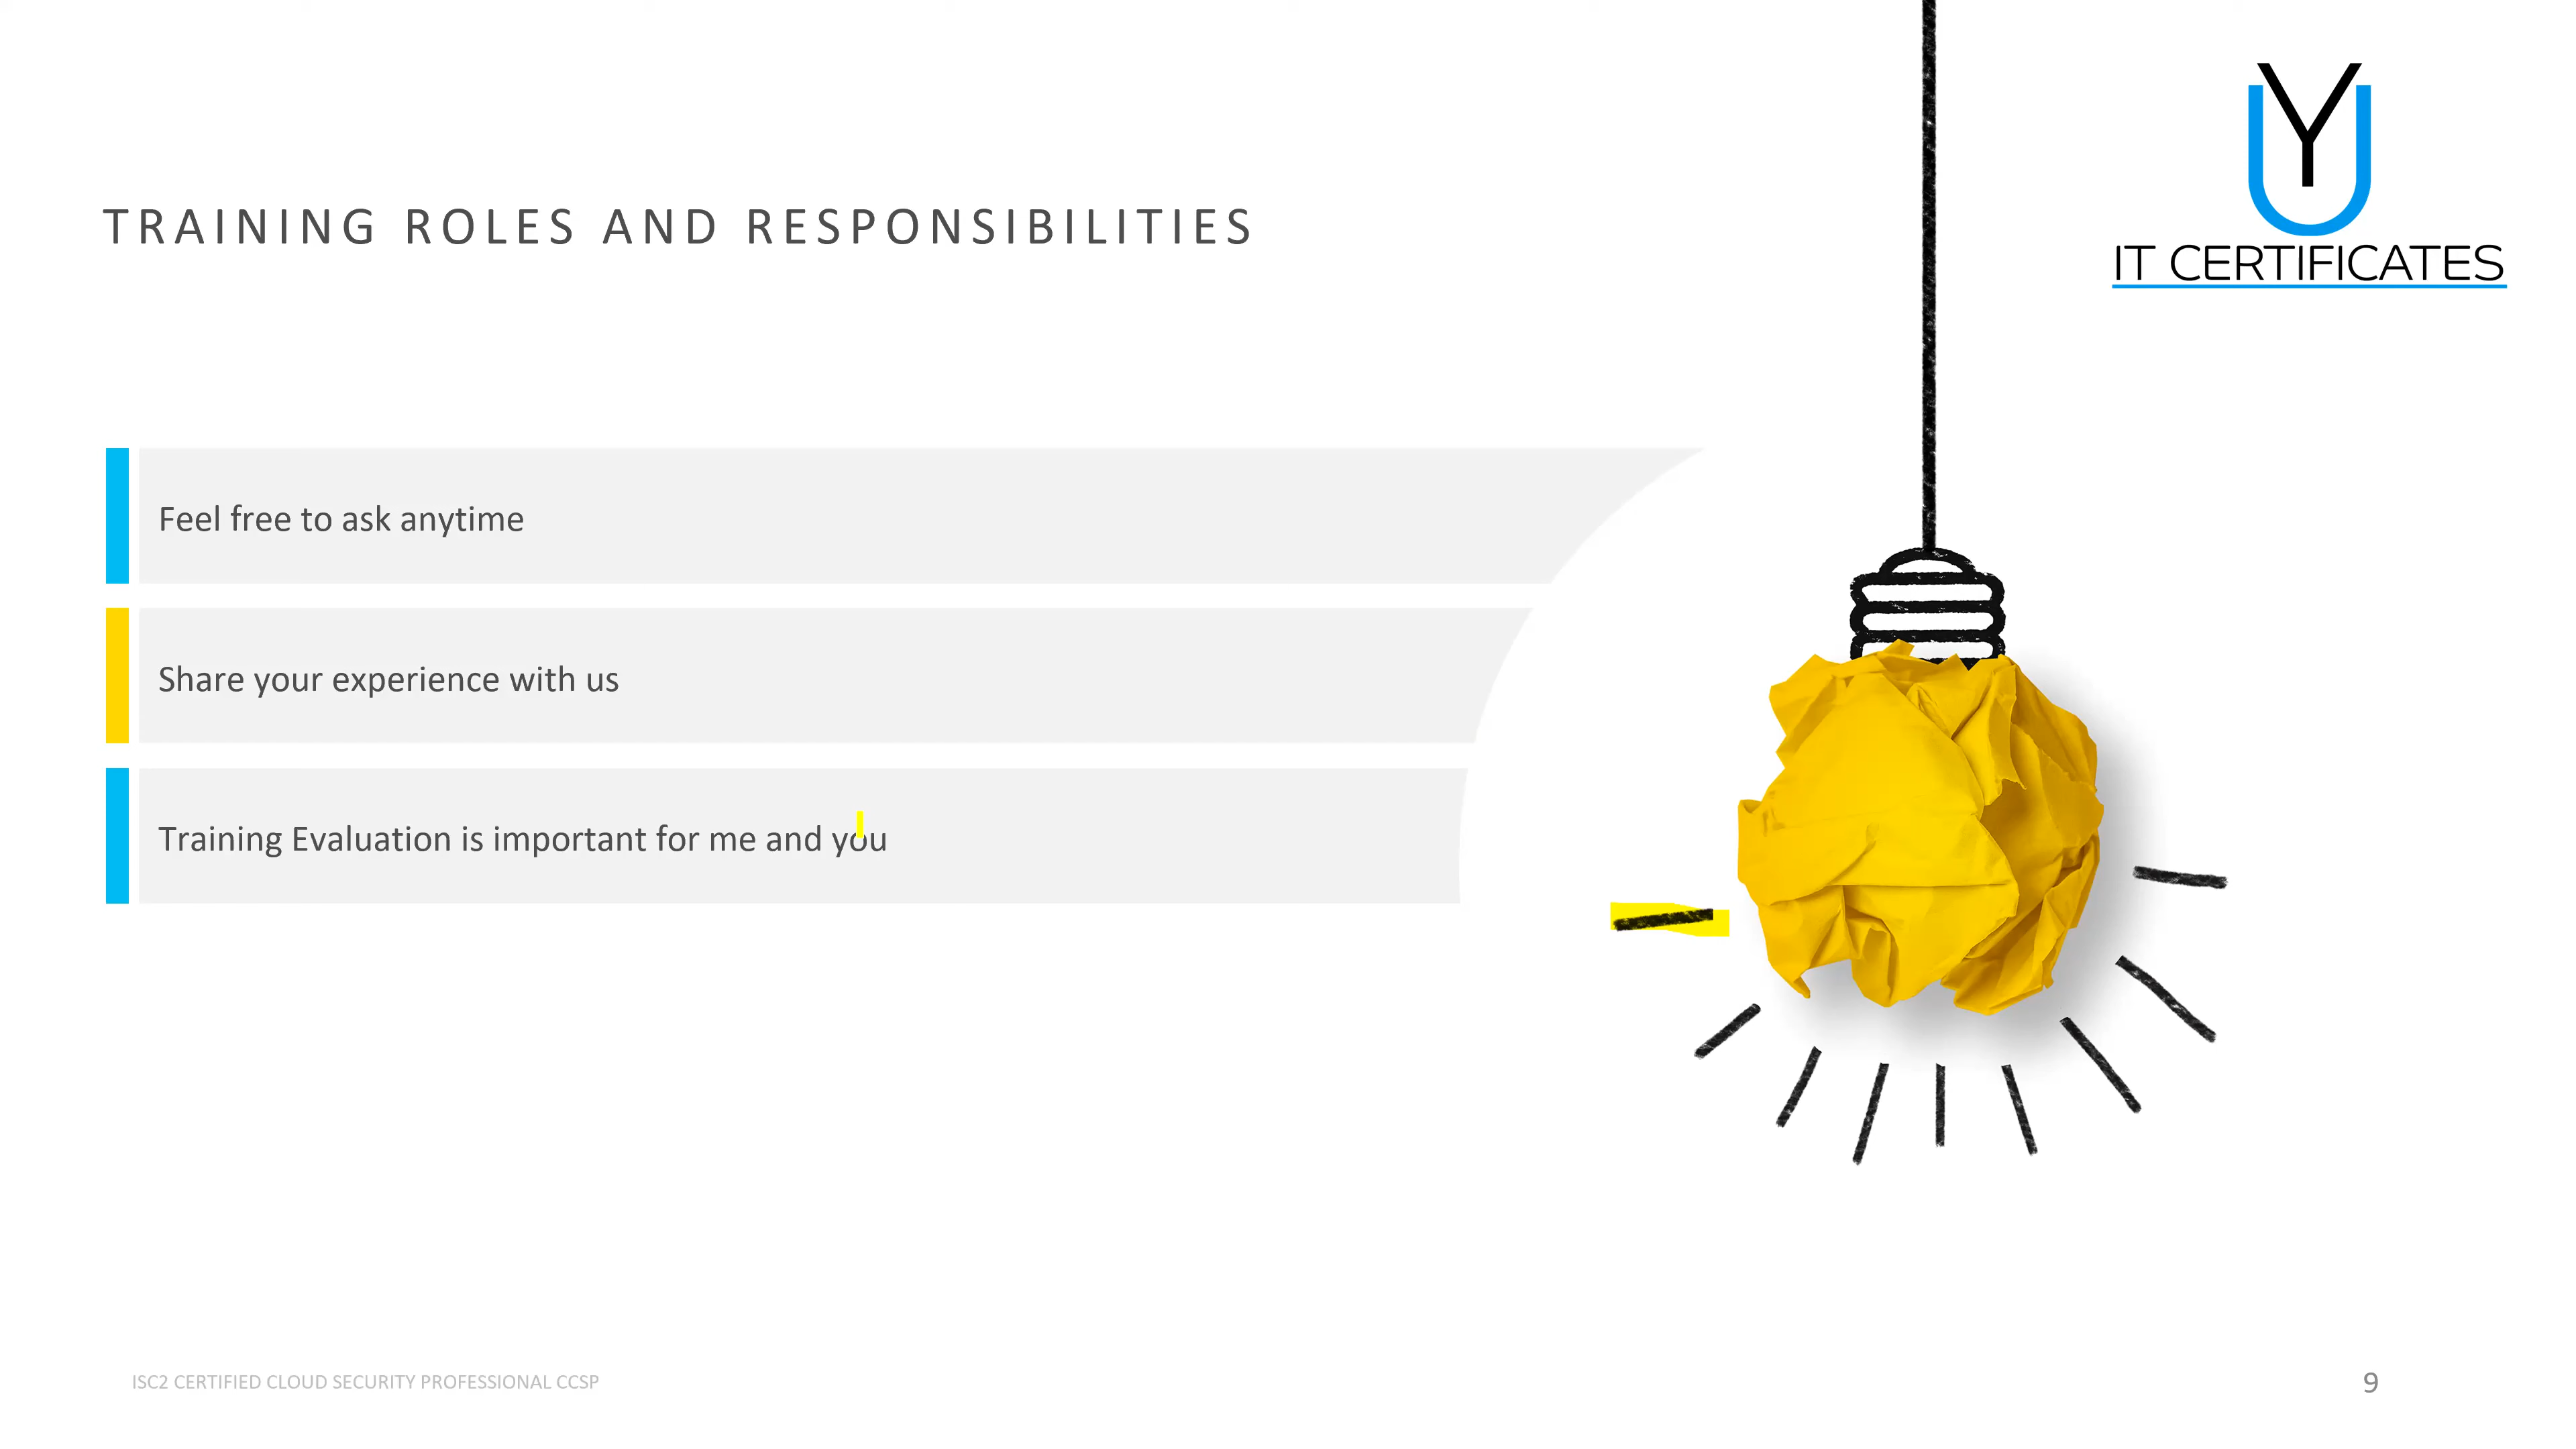 YU
IT CERTIFICATES
TRAINING ROLES AND RESPONSIBILITIES
Feel free to ask anytime
Share your experience with us
Training Evaluation is important for me and you
ISC2 CERTIFIED CLOUD SECURITY PROFESSIONAL CCSP
9